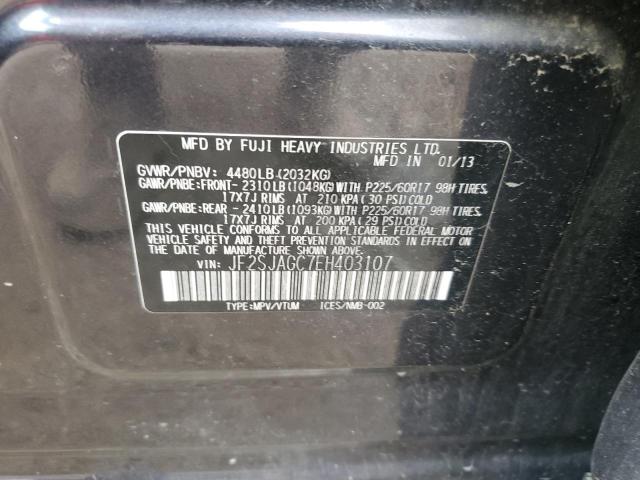 MFD BY FUJI HEAVY INDUSTRIES LTD.
MFD IN 01/13
GVWR/PNBV: 4480LB(2032KG)
GAWR/PNBE:FRONT- 2310LB(1048KG)WITH P225/60R17 98H TIRES,
17X7J RIMS AT 210 KPA(30 PSI)COLD
GAWR/PNBE:REAR - 2410LB(1093KG)WITH P225/60R17 98H TIRES,
17X7J RIMS AT 200 KPA(29 PSI)COLD
THIS VEHICLE CONFORMS TO ALL APPLICABLE FEDERAL MOTOR
VEHICLE SAFETY AND THEFT PREVENTION STANDARDS IN EFFECT ON
THE DATE OF MANUFACTURE SHOWN ABOVE.
VIN: JF2SJAGC7EH403107
TYPE:MPV/VTUM ICES/NMB-002